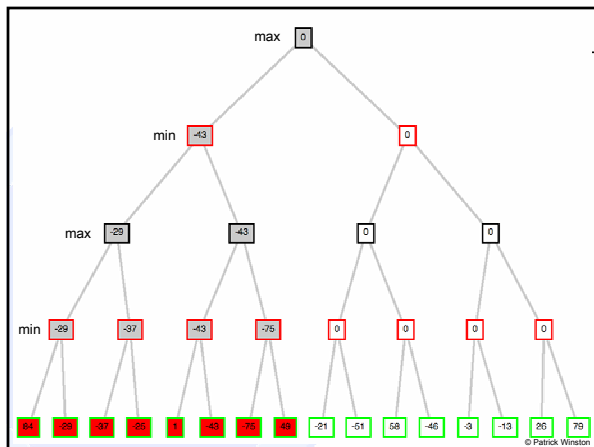 max 0
min -43 0
max -29 -43 0 0
min -29 -37 -43 -75 0 0 0 0
84 -29 -37 -25 1 -43 -75 49 -21 -51 58 -46 -3 -13 26 79
© Patrick Winston